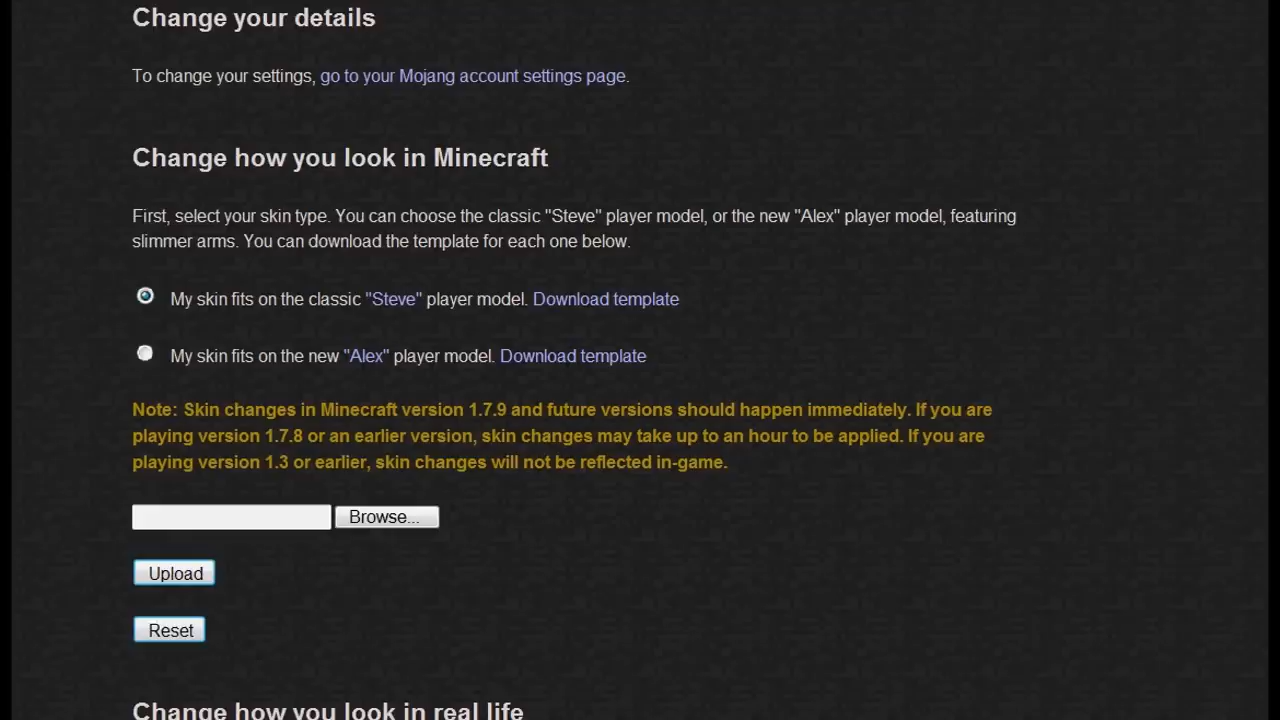 Change your details
To change your settings, go to your Mojang account settings page.
Change how you look in Minecraft
First, select your skin type. You can choose the classic "Steve" player model, or the new "Alex" player model, featuring
slimmer arms. You can download the template for each one below.
My skin fits on the classic "Steve" player model. Download template
My skin fits on the new "Alex" player model. Download template
Note: Skin changes in Minecraft version 1.7.9 and future versions should happen immediately. If you are
playing version 1.7.8 or an earlier version, skin changes may take up to an hour to be applied. If you are
playing version 1.3 or earlier, skin changes will not be reflected in-game.
Browse...
Upload
Reset
Change how you look in real life